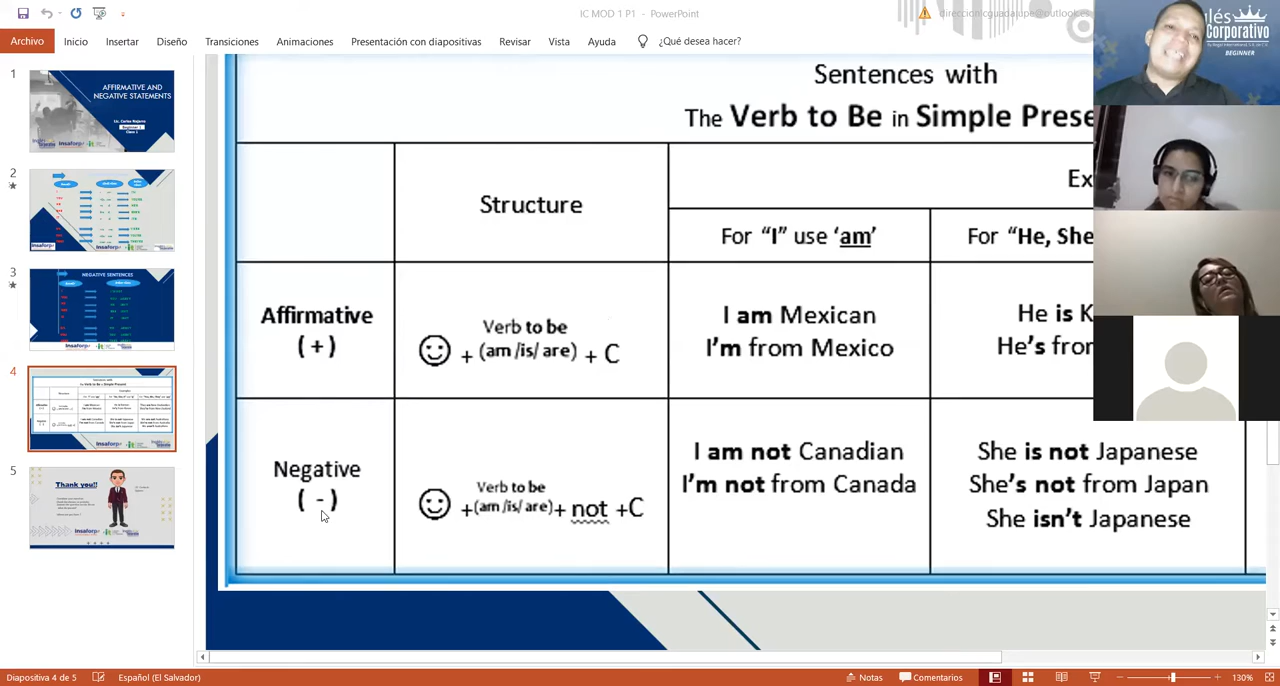 IC MOD 1 P1 - PowerPoint
Archivo Inicio Insertar Diseño Transiciones Animaciones Presentación con diapositivas Revisar Vista Ayuda ¿Qué desea hacer?
Corporativo
BEGINNER
1
AFFIRMATIVE AND
NEGATIVE STATEMENTS
2
3
NEGATIVE SENTENCES
4
5
Thank you!!
Sentences with
The Verb to Be in Simple Prese
Structure
Ex
For “I” use ‘am’
For “He, She
Affirmative
( + )
Verb to be
+ (am /is/ are) + C
I am Mexican
I’m from Mexico
He is K
He’s fror
Negative
( - )
Verb to be
+(am /is/ are)+ not +C
I am not Canadian
I’m not from Canada
She is not Japanese
She’s not from Japan
She isn’t Japanese
Diapositiva 4 de 5 Español (El Salvador) Notas Comentarios 130%